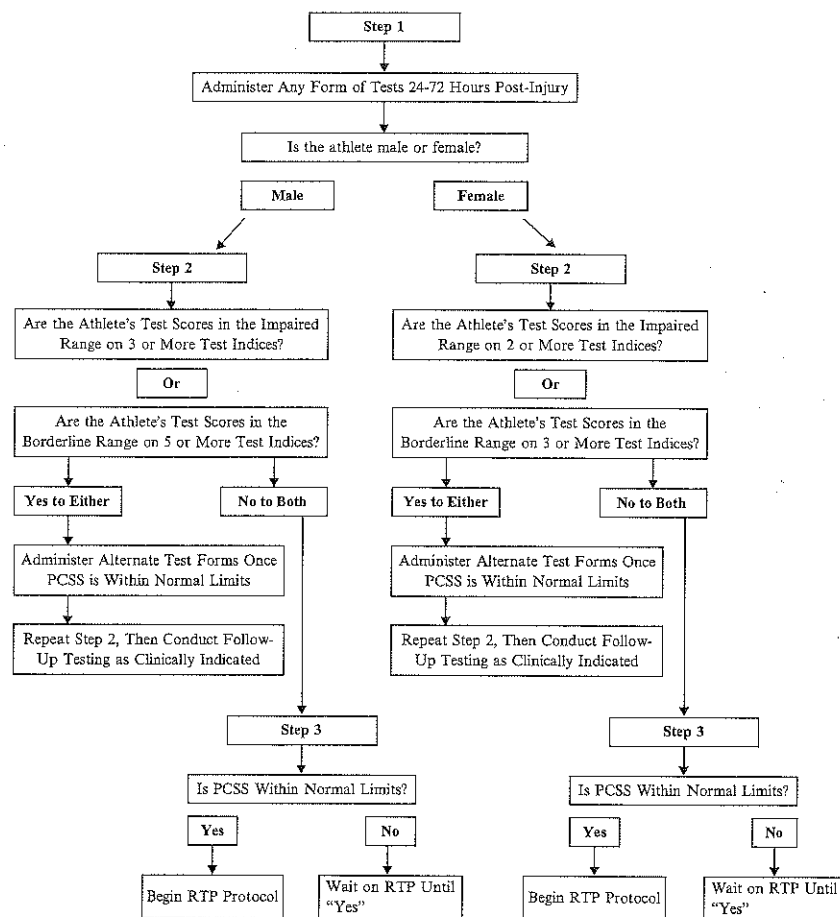 Step 1
Administer Any Form of Tests 24-72 Hours Post-Injury
Is the athlete male or female?
Male
Female
Step 2
Are the Athlete's Test Scores in the Impaired
Range on 3 or More Test Indices?
Or
Are the Athlete's Test Scores in the
Borderline Range on 5 or More Test Indices?
Yes to Either
No to Both
Administer Alternate Test Forms Once
PCSS is Within Normal Limits
Repeat Step 2, Then Conduct Follow-
Up Testing as Clinically Indicated
Step 3
Is PCSS Within Normal Limits?
Yes
No
Begin RTP Protocol
Wait on RTP Until
"Yes"
Step 2
Are the Athlete's Test Scores in the Impaired
Range on 2 or More Test Indices?
Or
Are the Athlete's Test Scores in the
Borderline Range on 3 or More Test Indices?
Yes to Either
No to Both
Administer Alternate Test Forms Once
PCSS is Within Normal Limits
Repeat Step 2, Then Conduct Follow-
Up Testing as Clinically Indicated
Step 3
Is PCSS Within Normal Limits?
Yes
No
Begin RTP Protocol
Wait on RTP Until
"Yes"